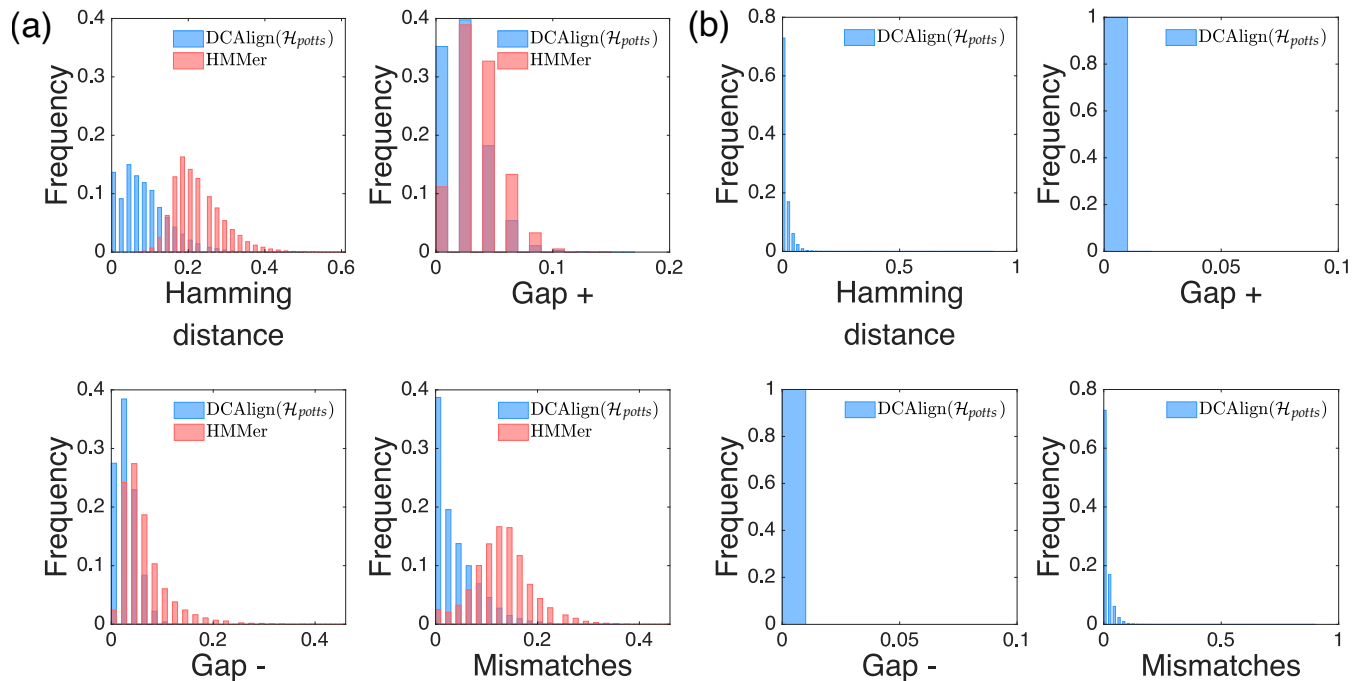 (a)
0.4
0.3
0.2
0.1
0
Frequency
DCAlign(ℋpotts)
HMMer
0
0.2
0.4
0.6
Hamming
distance
0.4
0.3
0.2
0.1
0
Frequency
DCAlign(ℋpotts)
HMMer
0
0.1
0.2
Gap +
(b)
0.8
0.6
0.4
0.2
0
Frequency
DCAlign(ℋpotts)
0
0.5
1
Hamming
distance
1
0.8
0.6
0.4
0.2
0
Frequency
DCAlign(ℋpotts)
0
0.05
0.1
Gap +
0.4
0.3
0.2
0.1
0
Frequency
DCAlign(ℋpotts)
HMMer
0
0.2
0.4
Gap -
0.4
0.3
0.2
0.1
0
Frequency
DCAlign(ℋpotts)
HMMer
0
0.2
0.4
Mismatches
1
0.8
0.6
0.4
0.2
0
Frequency
DCAlign(ℋpotts)
0
0.05
0.1
Gap -
0.8
0.6
0.4
0.2
0
Frequency
DCAlign(ℋpotts)
0
0.5
1
Mismatches